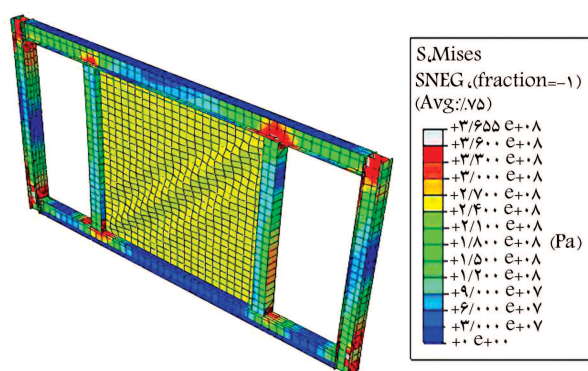 S,Mises
SNEG,(fraction=-۱)
(Avg:٪۷۵)
+۳/۶۵۵ e+۰۸
+۳/۶۰۰ e+۰۸
+۳/۳۰۰ e+۰۸
+۳/۰۰۰ e+۰۸
+۲/۷۰۰ e+۰۸
+۲/۴۰۰ e+۰۸
+۲/۱۰۰ e+۰۸
+۱/۸۰۰ e+۰۸
(Pa)
+۱/۵۰۰ e+۰۸
+۱/۲۰۰ e+۰۸
+۹/۰۰۰ e+۰۷
+۶/۰۰۰ e+۰۷
+۳/۰۰۰ e+۰۷
+۰ e+۰۰